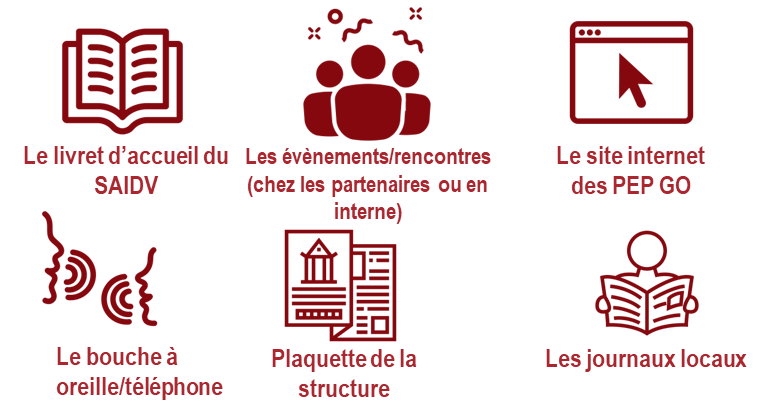 Le livret d’accueil du
SAIDV
Les évènements/rencontres
(chez les partenaires ou en
interne)
Le site internet
des PEP GO
Le bouche à
oreille/téléphone
Plaquette de la
structure
Les journaux locaux